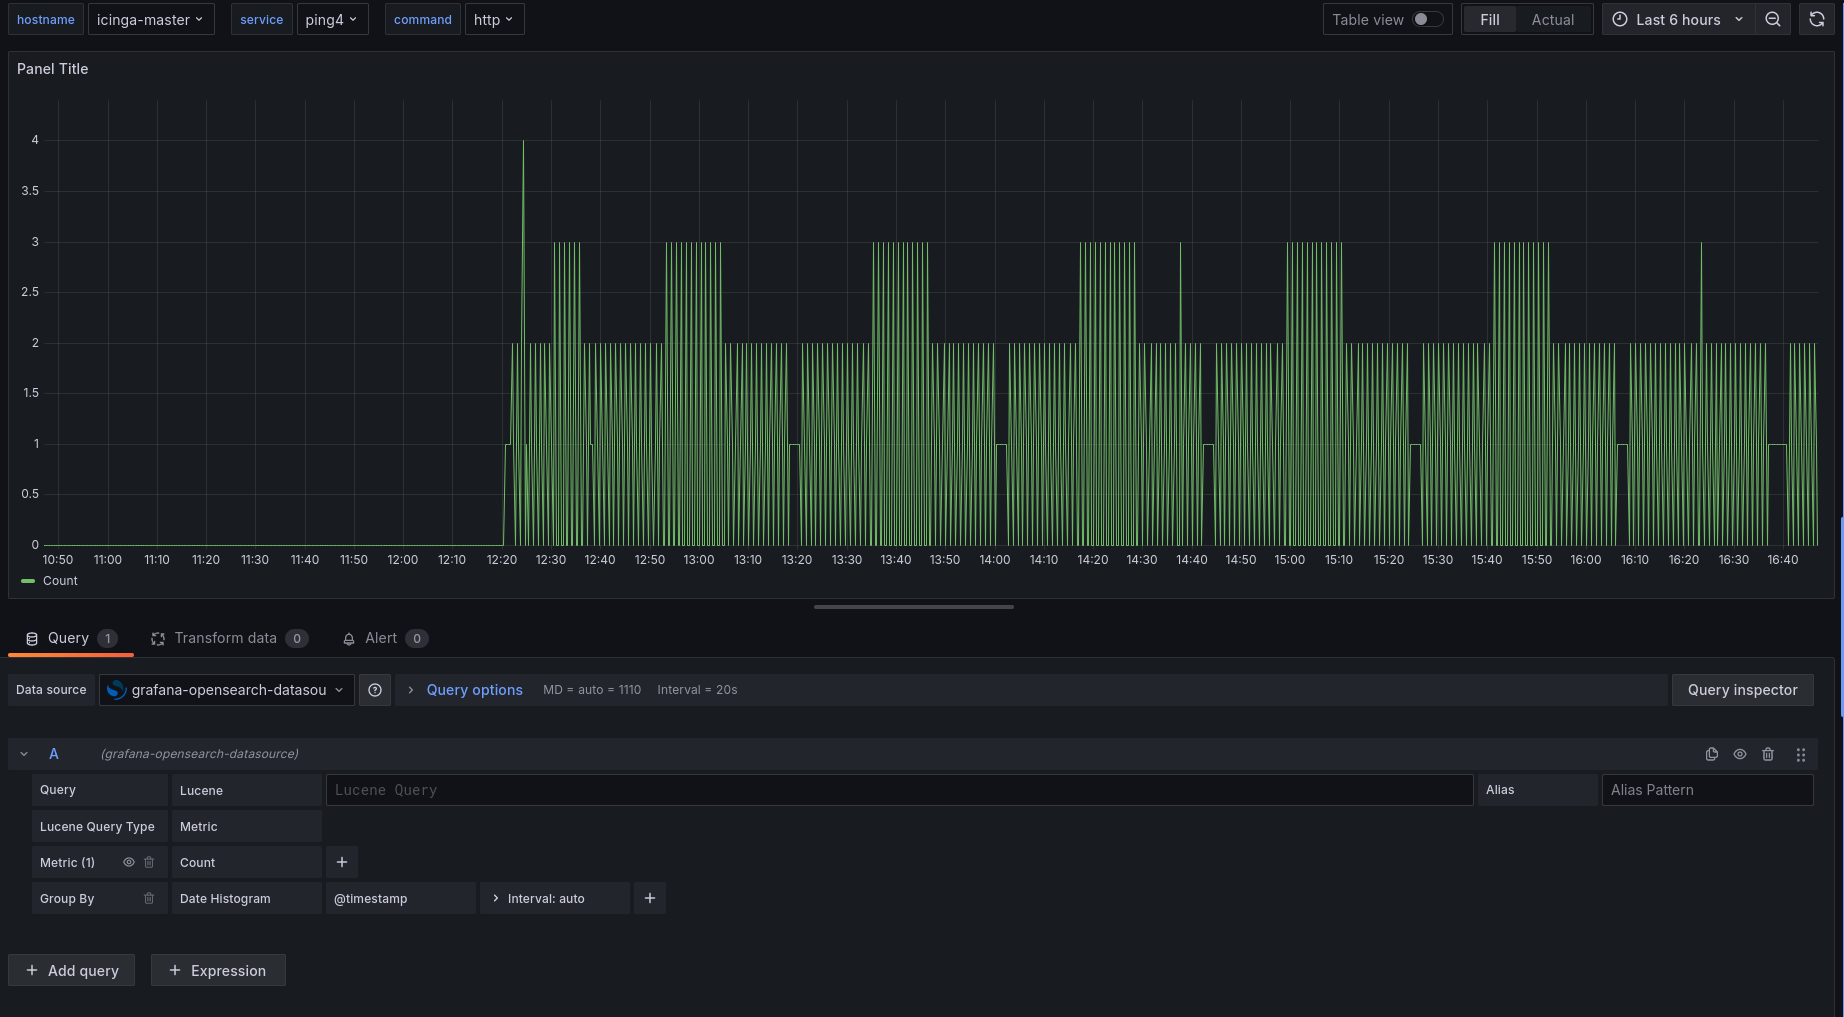 hostname icinga-master service ping4 command http Table view Fill Actual Last 6 hours
Panel Title
4
3.5
3
2.5
2
1.5
1
0.5
0
10:50 11:00 11:10 11:20 11:30 11:40 11:50 12:00 12:10 12:20 12:30 12:40 12:50 13:00 13:10 13:20 13:30 13:40 13:50 14:00 14:10 14:20 14:30 14:40 14:50 15:00 15:10 15:20 15:30 15:40 15:50 16:00 16:10 16:20 16:30 16:40
Count
Query 1 Transform data 0 Alert 0
Data source grafana-opensearch-datasou Query options MD = auto = 1110 Interval = 20s Query inspector
A (grafana-opensearch-datasource)
Query Lucene Lucene Query Alias Alias Pattern
Lucene Query Type Metric
Metric (1) Count +
Group By Date Histogram @timestamp > Interval: auto +
+ Add query + Expression